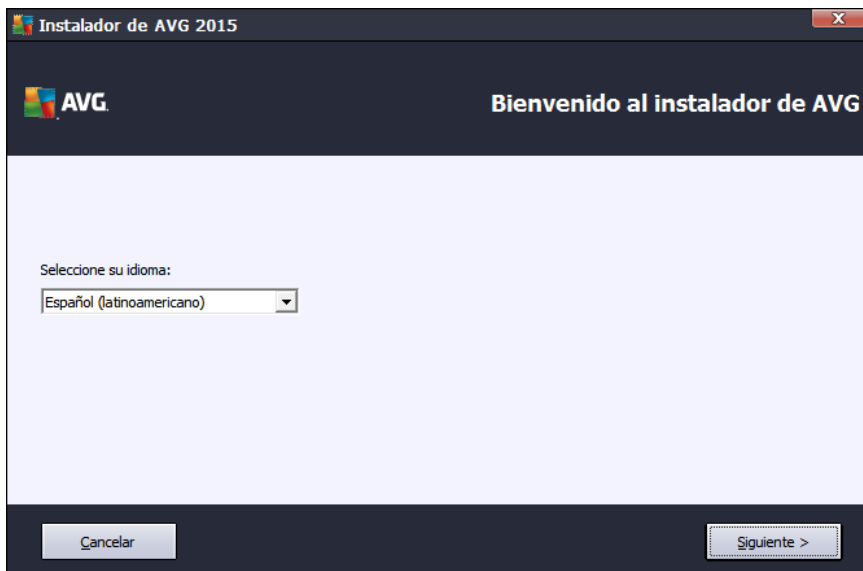 Instalador de AVG 2015
AVG.
Bienvenido al instalador de AVG
Seleccione su idioma:
Español (latinoamericano)
Cancelar
Siguiente >